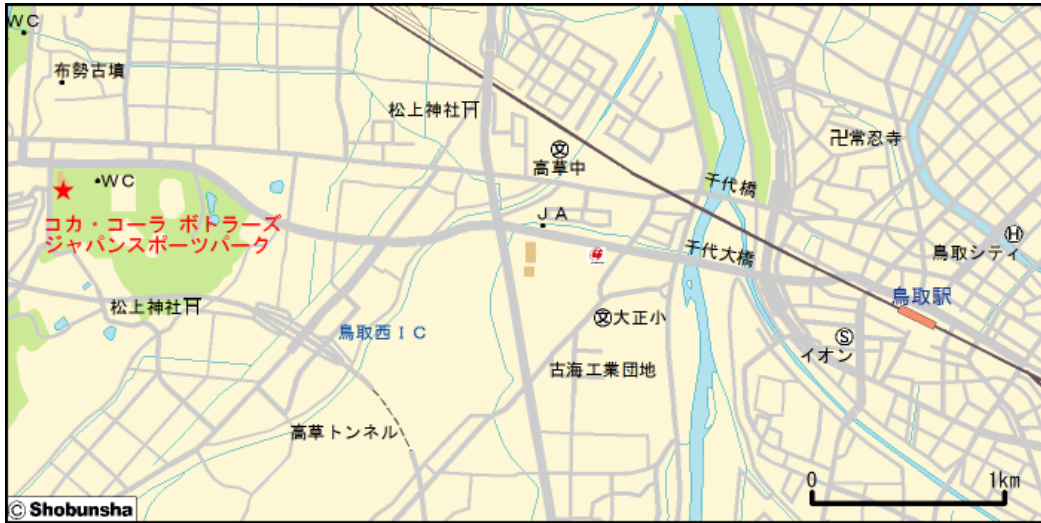 WC
布勢古墳
松上神社
文
高草中
卍常忍寺
WC
千代橋
コカ・コーラ ボトラーズ
ジャパンスポーツパーク
JA
H
鳥取シティ
千代大橋
鳥取駅
松上神社
鳥取西IC
文大正小
S
イオン
古海工業団地
高草トンネル
0 1km
© Shobunsha